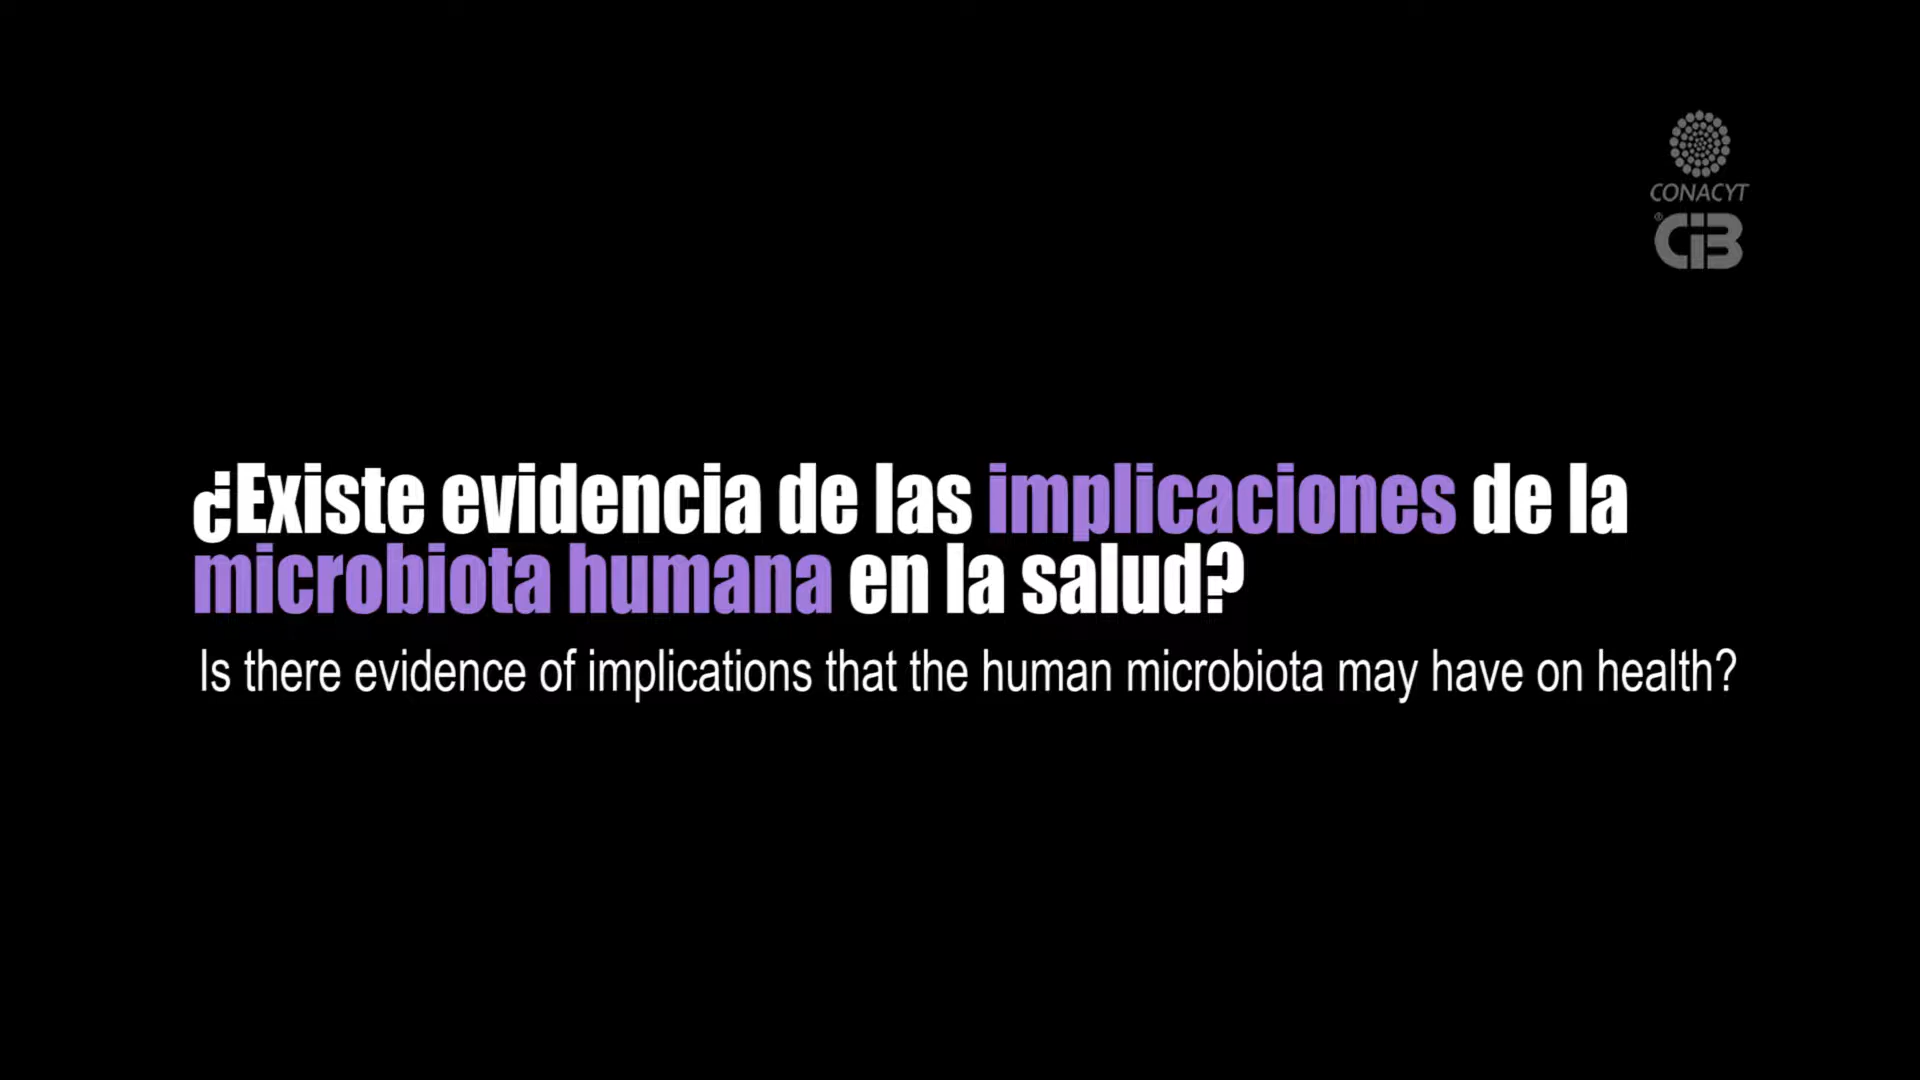 CONACYT
® CiB
¿Existe evidencia de las implicaciones de la
microbiota humana en la salud?
Is there evidence of implications that the human microbiota may have on health?